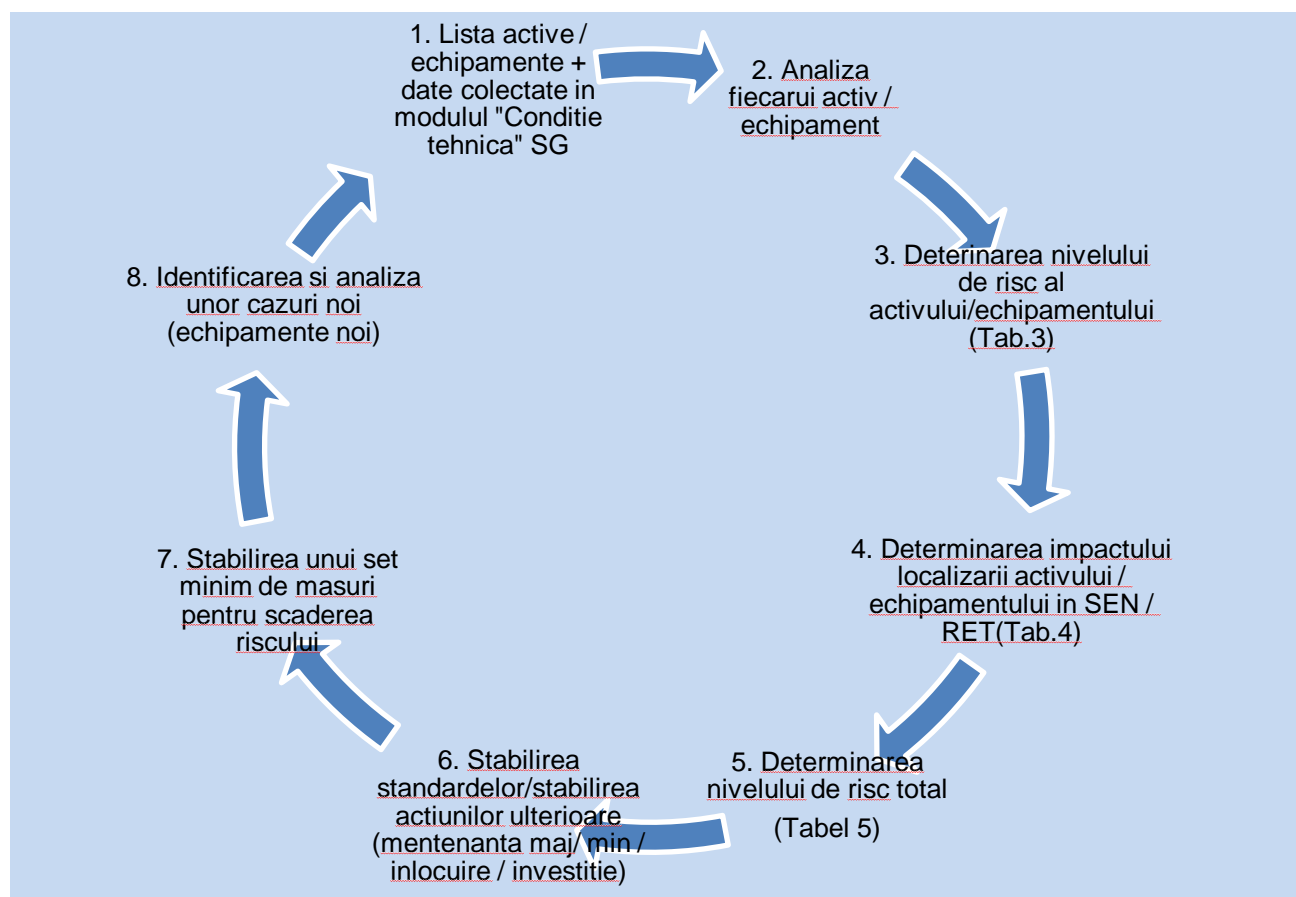 1. Lista active /
echipamente +
date colectate in
modulul "Conditie
tehnica" SG
2. Analiza
fiecarui activ /
echipament
3. Deterinarea nivelului
de risc al
activului/echipamentului
(Tab.3)
4. Determinarea impactului
localizarii activului /
echipamentului in SEN /
RET(Tab.4)
5. Determinarea
nivelului de risc total
(Tabel 5)
6. Stabilirea
standardelor/stabilirea
actiunilor ulterioare
(mentenanta maj/ min /
inlocuire / investitie)
7. Stabilirea unui set
minim de masuri
pentru scaderea
riscului
8. Identificarea si analiza
unor cazuri noi
(echipamente noi)